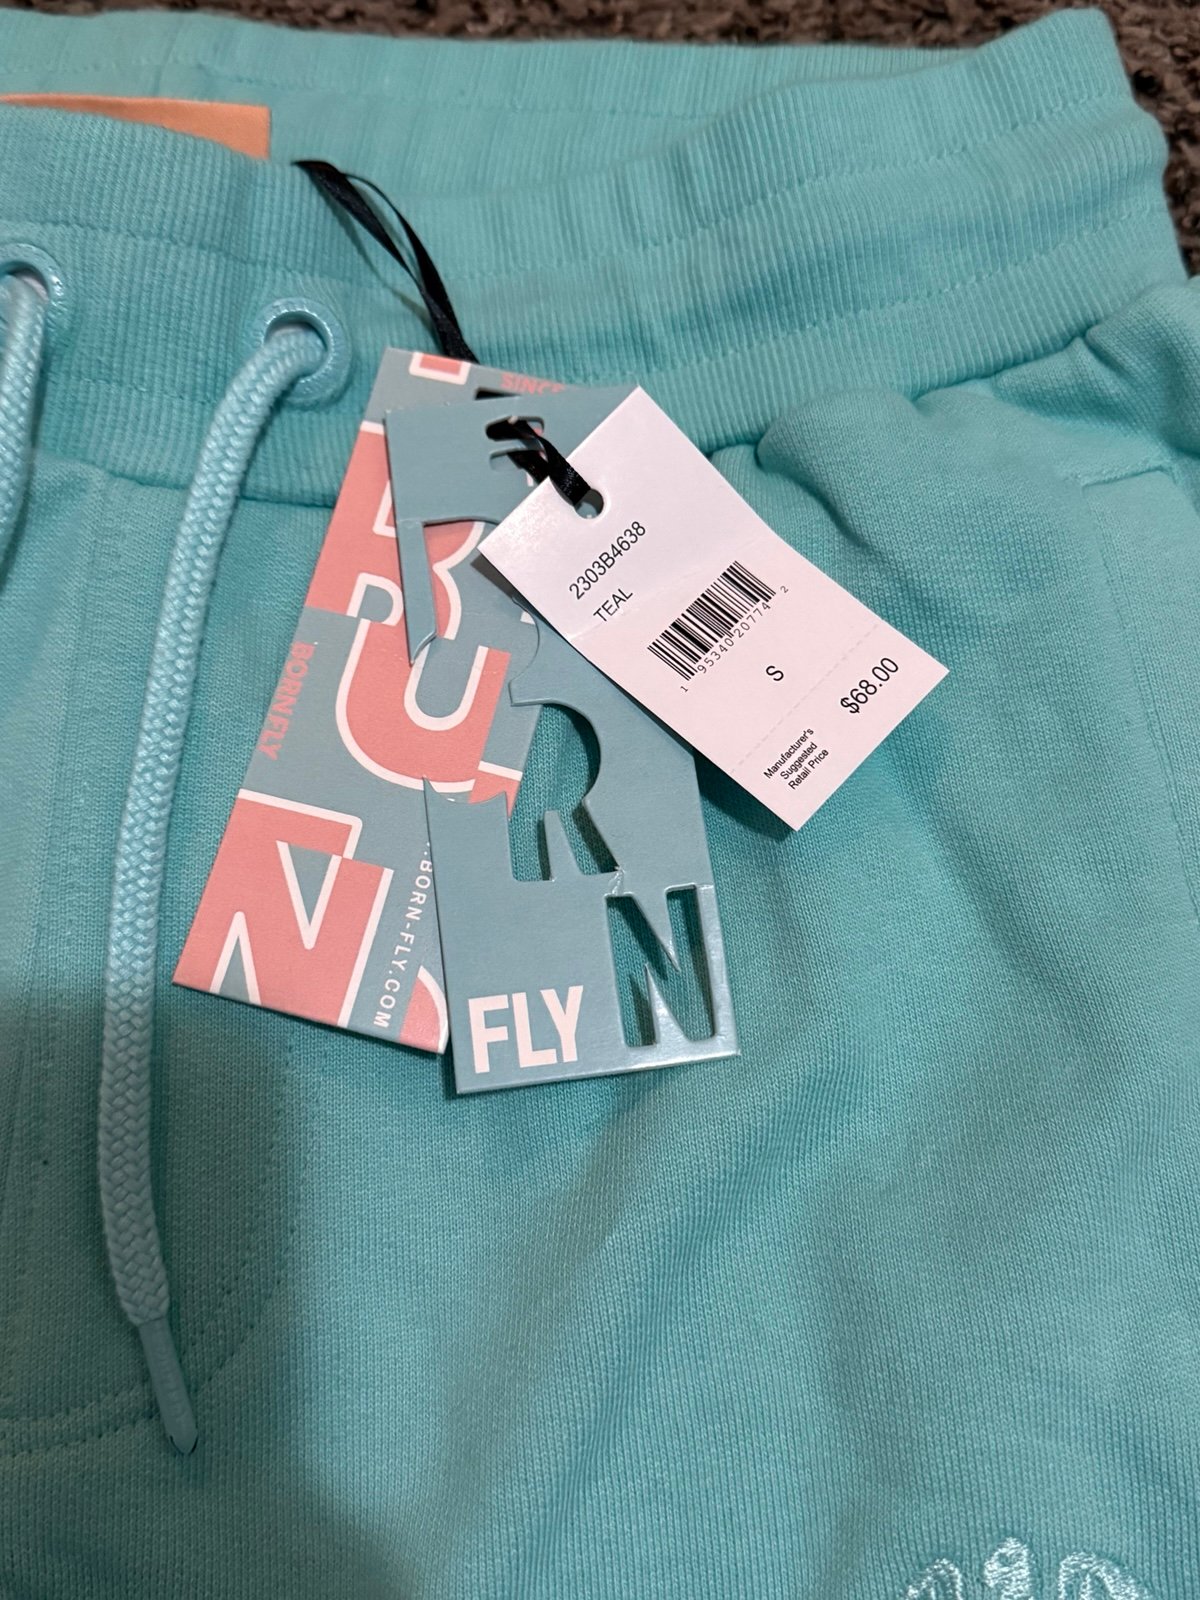 SINCE
BORN FLY
.BORN-FLY.COM
FLY
2303B4638
TEAL
1 95340 20774 2
S
$68.00
Manufacturer's
Suggested
Retail Price